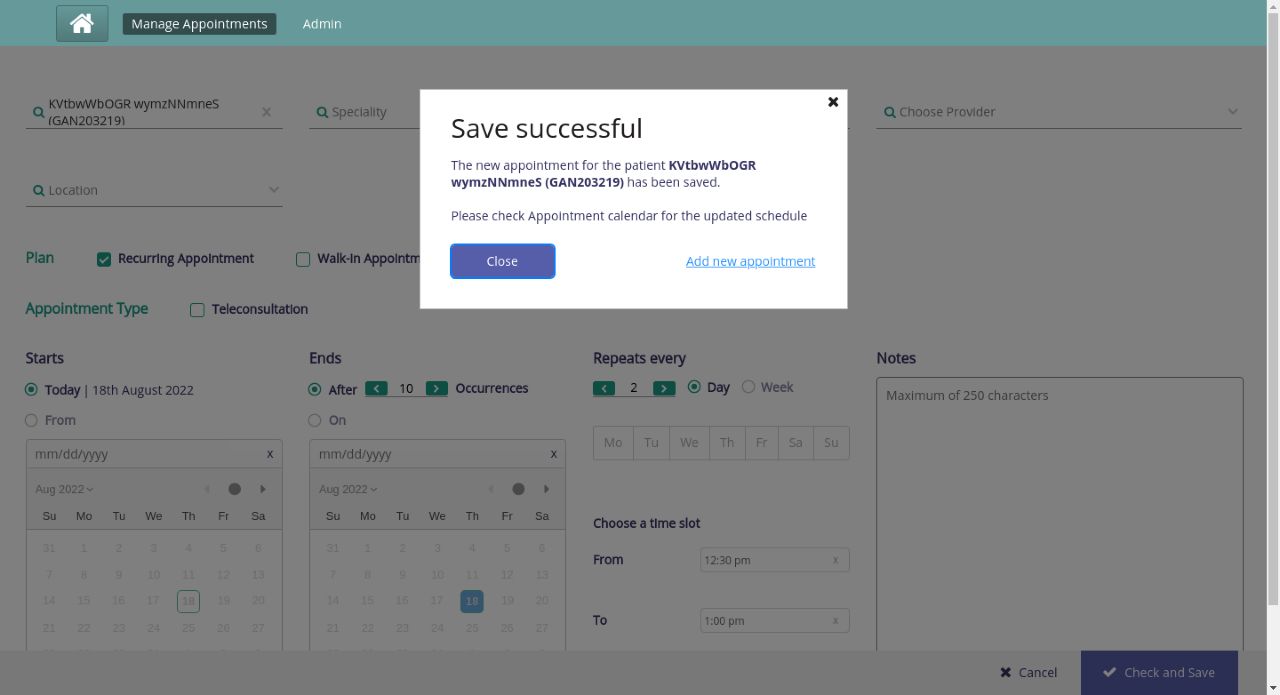 Manage Appointments
Admin
KVtbwWbOGR wymzNNmneS
(GAN203219)
Speciality
Choose Provider
Location
Save successful
The new appointment for the patient KVtbwWbOGR
wymzNNmneS (GAN203219) has been saved.
Please check Appointment calendar for the updated schedule
Close
Add new appointment
Plan
Recurring Appointment
Walk-In Appointm
Appointment Type
Teleconsultation
Starts
Today | 18th August 2022
From
mm/dd/yyyy x
Aug 2022
Su Mo Tu We Th Fr Sa
31 1 2 3 4 5 6
7 8 9 10 11 12 13
14 15 16 17 18 19 20
21 22 23 24 25 26 27
Ends
After 10 Occurrences
On
mm/dd/yyyy x
Aug 2022
Su Mo Tu We Th Fr Sa
31 1 2 3 4 5 6
7 8 9 10 11 12 13
14 15 16 17 18 19 20
21 22 23 24 25 26 27
Repeats every
2 Day Week
Mo Tu We Th Fr Sa Su
Choose a time slot
From 12:30 pm x
To 1:00 pm x
Notes
Maximum of 250 characters
Cancel
Check and Save